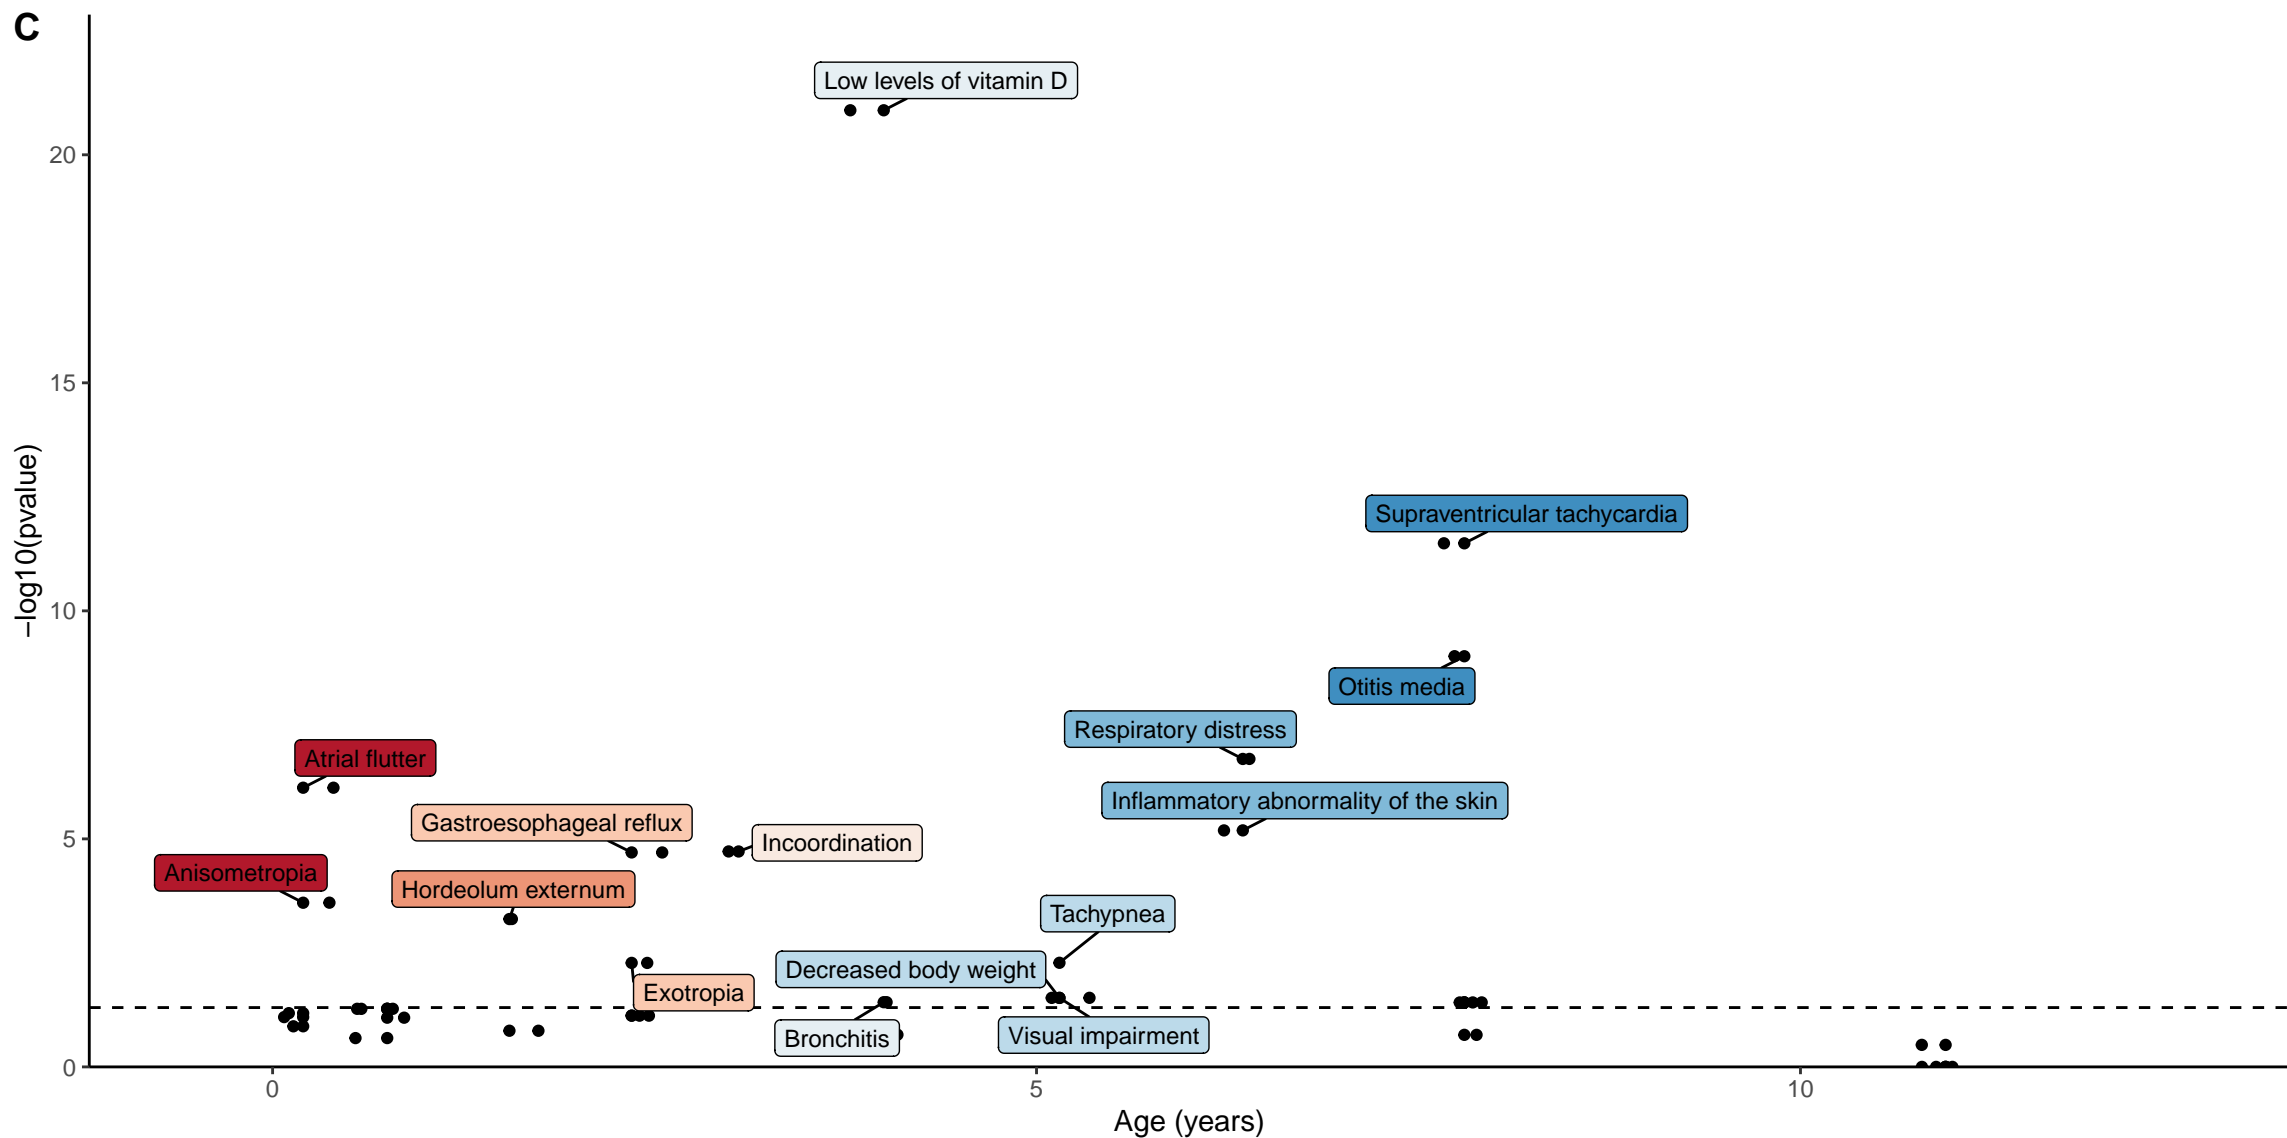 C
Low levels of vitamin D
20
15
Supraventricular tachycardia
–log10(pvalue)
10
Otitis media
Respiratory distress
Atrial flutter
Inflammatory abnormality of the skin
Gastroesophageal reflux
Incoordination
5
Anisometropia
Hordeolum externum
Tachypnea
Decreased body weight
Exotropia
Bronchitis
Visual impairment
0
0 5 10
Age (years)